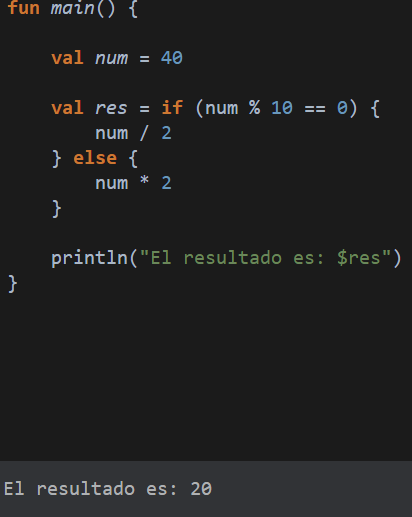 fun main() {
    val num = 40
    val res = if (num % 10 == 0) {
        num / 2
    } else {
        num * 2
    }
    println("El resultado es: $res")
}
El resultado es: 20